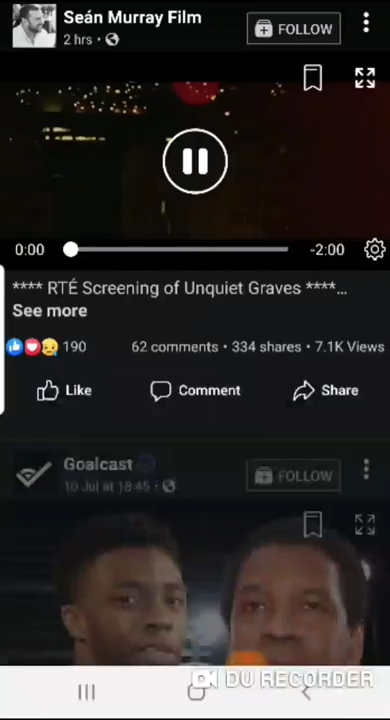 Seán Murray Film
2 hrs •
FOLLOW
0:00
-2:00
**** RTÉ Screening of Unquiet Graves ****...
See more
190
62 comments • 334 shares • 7.1K Views
Like
Comment
Share
Goalcast
10 Jul at 18:45 •
FOLLOW
DU RECORDER